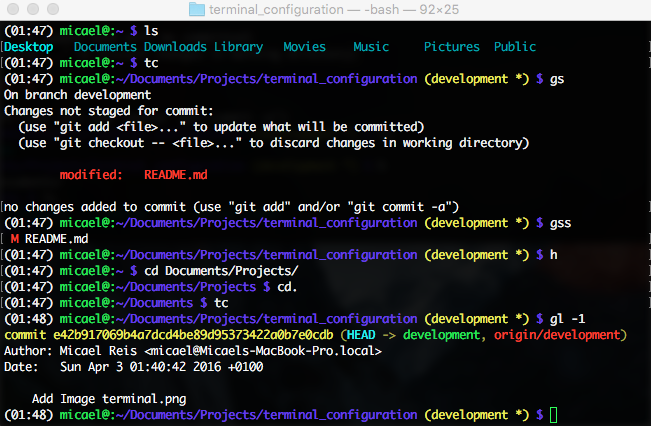 terminal_configuration — -bash — 92×25
(01:47) micael@:~ $ ls
Desktop Documents Downloads Library Movies Music Pictures Public
(01:47) micael@:~ $ tc
(01:47) micael@:~/Documents/Projects/terminal_configuration (development *) $ gs
On branch development
Changes not staged for commit:
  (use "git add <file>..." to update what will be committed)
  (use "git checkout -- <file>..." to discard changes in working directory)
modified: README.md
no changes added to commit (use "git add" and/or "git commit -a")
(01:47) micael@:~/Documents/Projects/terminal_configuration (development *) $ gss
 M README.md
(01:47) micael@:~/Documents/Projects/terminal_configuration (development *) $ h
(01:47) micael@:~ $ cd Documents/Projects/
(01:47) micael@:~/Documents/Projects $ cd.
(01:47) micael@:~/Documents $ tc
(01:48) micael@:~/Documents/Projects/terminal_configuration (development *) $ gl -1
commit e42b917069b4a7dcd4be89d95373422a0b7e0cdb (HEAD -> development, origin/development)
Author: Micael Reis <micael@Micaels-MacBook-Pro.local>
Date:   Sun Apr 3 01:40:42 2016 +0100
    Add Image terminal.png
(01:48) micael@:~/Documents/Projects/terminal_configuration (development *) $